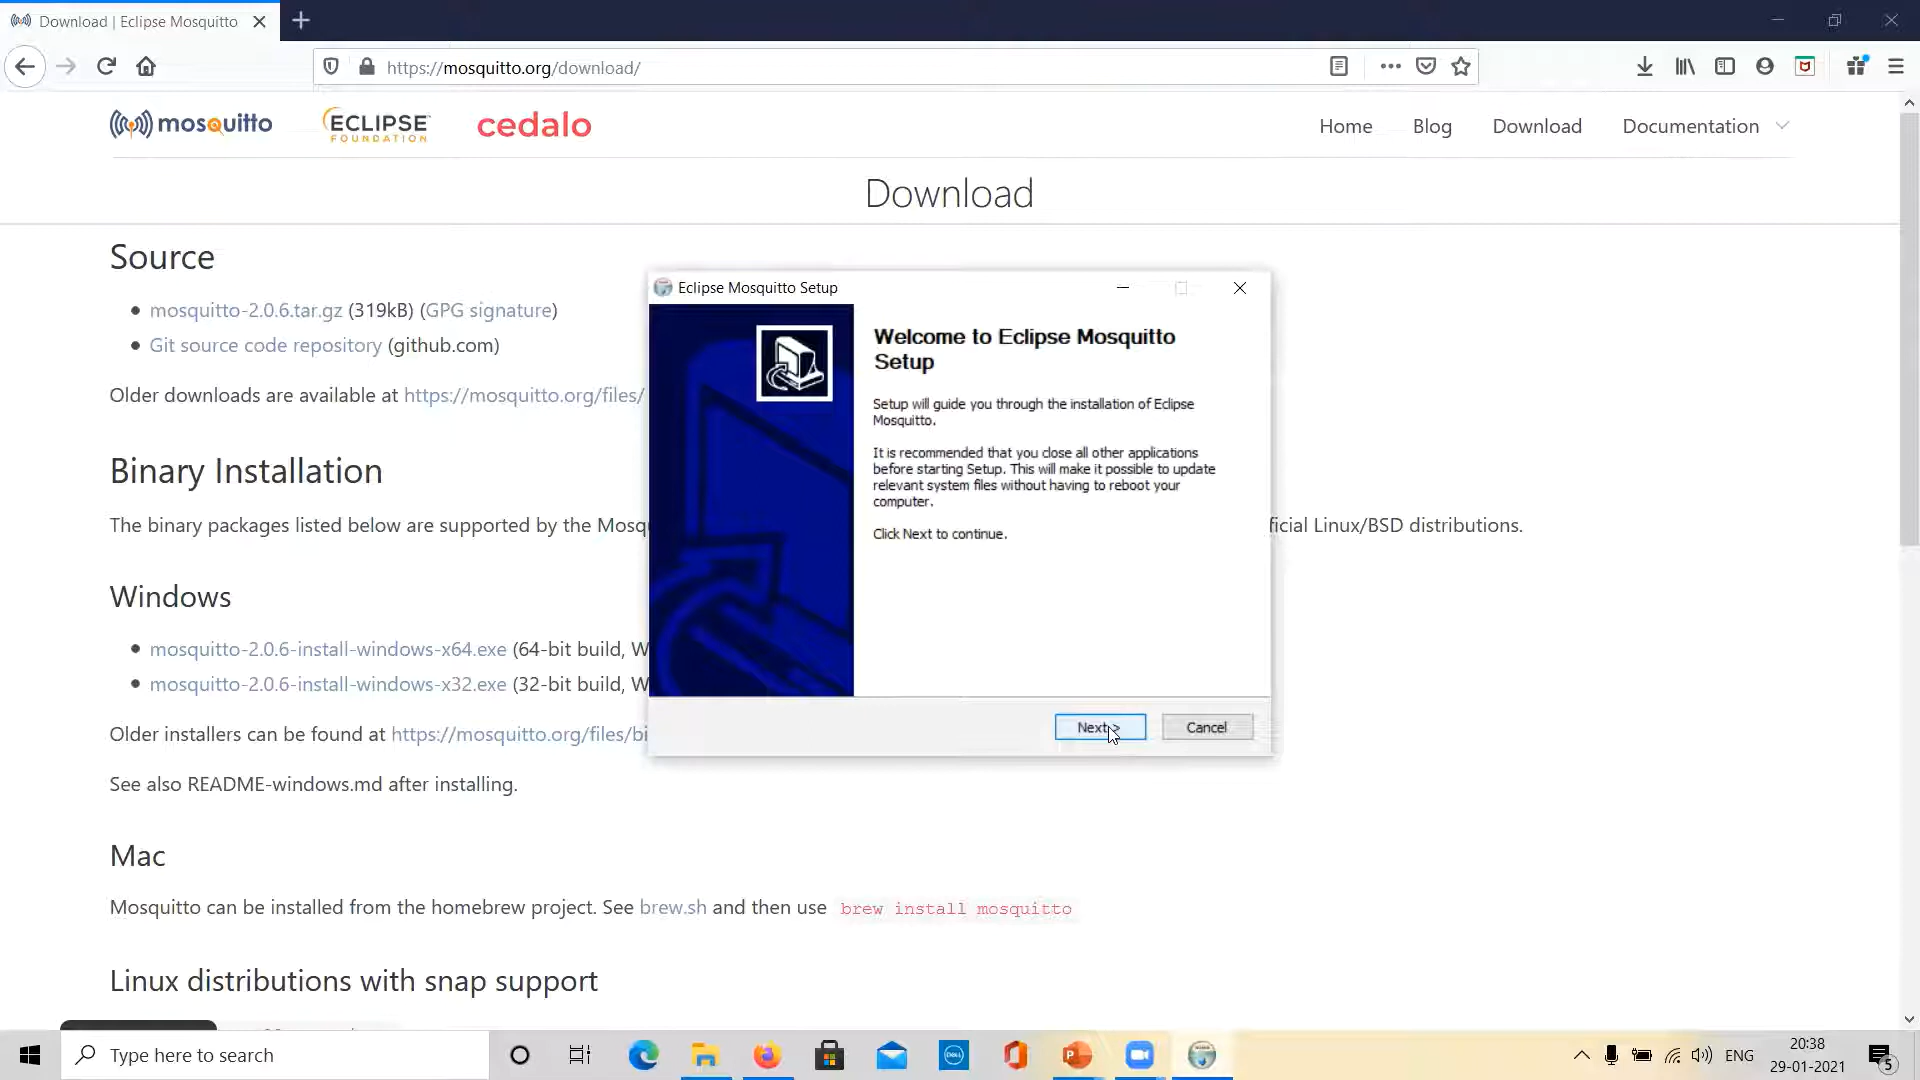 Download | Eclipse Mosquitto
https://mosquitto.org/download/
mosquitto
ECLIPSE
FOUNDATION
cedalo
Home
Blog
Download
Documentation
Download
Source
mosquitto-2.0.6.tar.gz (319kB) (GPG signature)
Git source code repository (github.com)
Older downloads are available at https://mosquitto.org/files/
Binary Installation
The binary packages listed below are supported by the Mosq
ficial Linux/BSD distributions.
Windows
mosquitto-2.0.6-install-windows-x64.exe (64-bit build, W
mosquitto-2.0.6-install-windows-x32.exe (32-bit build, W
Older installers can be found at https://mosquitto.org/files/bi
See also README-windows.md after installing.
Mac
Mosquitto can be installed from the homebrew project. See brew.sh and then use brew install mosquitto
Linux distributions with snap support
Eclipse Mosquitto Setup
Welcome to Eclipse Mosquitto
Setup
Setup will guide you through the installation of Eclipse
Mosquitto.
It is recommended that you close all other applications
before starting Setup. This will make it possible to update
relevant system files without having to reboot your
computer.
Click Next to continue.
Next >
Cancel
Type here to search
ENG
20:38
29-01-2021
5